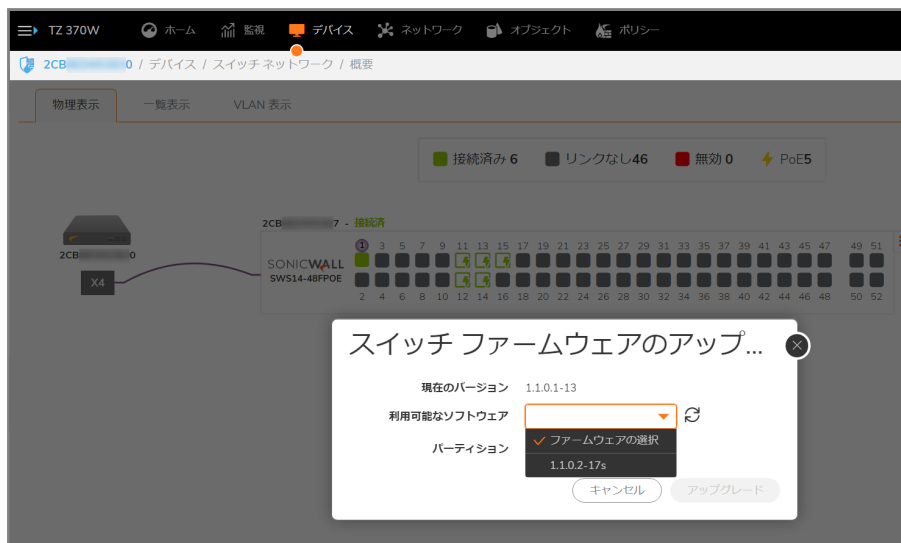 TZ 370W ホーム 監視 デバイス ネットワーク オブジェクト ポリシー
2CB 0 / デバイス / スイッチ ネットワーク / 概要
物理表示 一覧表示 VLAN 表示
接続済み 6 リンクなし46 無効 0 PoE5
2CB 7 - 接続済
1 3 5 7 9 11 13 15 17 19 21 23 25 27 29 31 33 35 37 39 41 43 45 47 49 51
2CB 0
SONICWALL
SWS14-48FPOE
X4
2 4 6 8 10 12 14 16 18 20 22 24 26 28 30 32 34 36 38 40 42 44 46 48 50 52
スイッチ ファームウェアのアップ...
現在のバージョン 1.1.0.1-13
利用可能なソフトウェア
ファームウェアの選択
パーティション
1.1.0.2-17s
キャンセル アップグレード